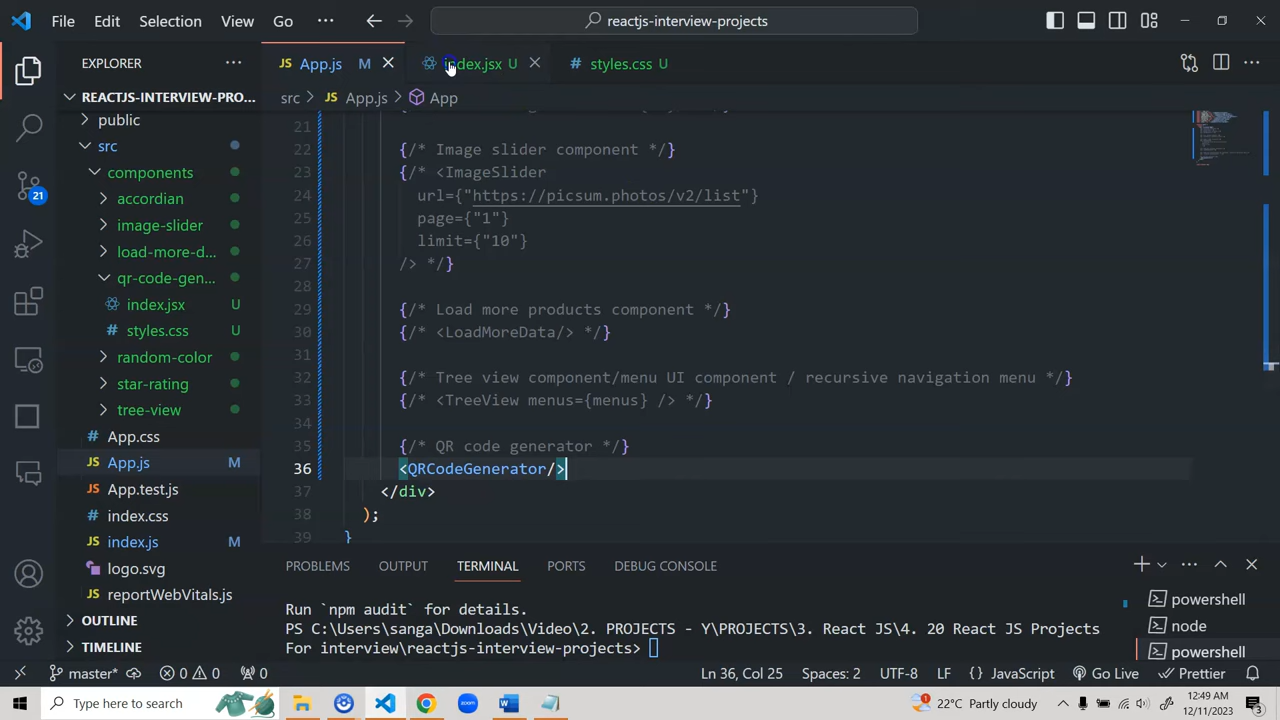 File Edit Selection View Go ··· reactjs-interview-projects
EXPLORER ···
JS App.js M
index.jsx U
# styles.css U
REACTJS-INTERVIEW-PRO...
src > JS App.js > App
public
src
components
accordian
image-slider
load-more-d...
qr-code-gen...
index.jsx U
# styles.css U
random-color
star-rating
tree-view
# App.css
JS App.js M
JS App.test.js
# index.css
JS index.js M
logo.svg
JS reportWebVitals.js
OUTLINE
TIMELINE
21
21
22 {/* Image slider component */}
23 {/* <ImageSlider
24 url={"https://picsum.photos/v2/list"}
25 page={"1"}
26 limit={"10"}
27 /> */}
28
29 {/* Load more products component */}
30 {/* <LoadMoreData/> */}
31
32 {/* Tree view component/menu UI component / recursive navigation menu */}
33 {/* <TreeView menus={menus} /> */}
34
35 {/* QR code generator */}
36 <QRCodeGenerator/>
37 </div>
38 );
39 }
PROBLEMS OUTPUT TERMINAL PORTS DEBUG CONSOLE
Run `npm audit` for details.
PS C:\Users\sanga\Downloads\Video\2. PROJECTS - Y\PROJECTS\3. React JS\4. 20 React JS Projects
For interview\reactjs-interview-projects>
powershell
node
powershell
master* 0 0 0 Ln 36, Col 25 Spaces: 2 UTF-8 LF {} JavaScript Go Live Prettier
Type here to search
zoom
22°C Partly cloudy
12:49 AM
12/11/2023
3